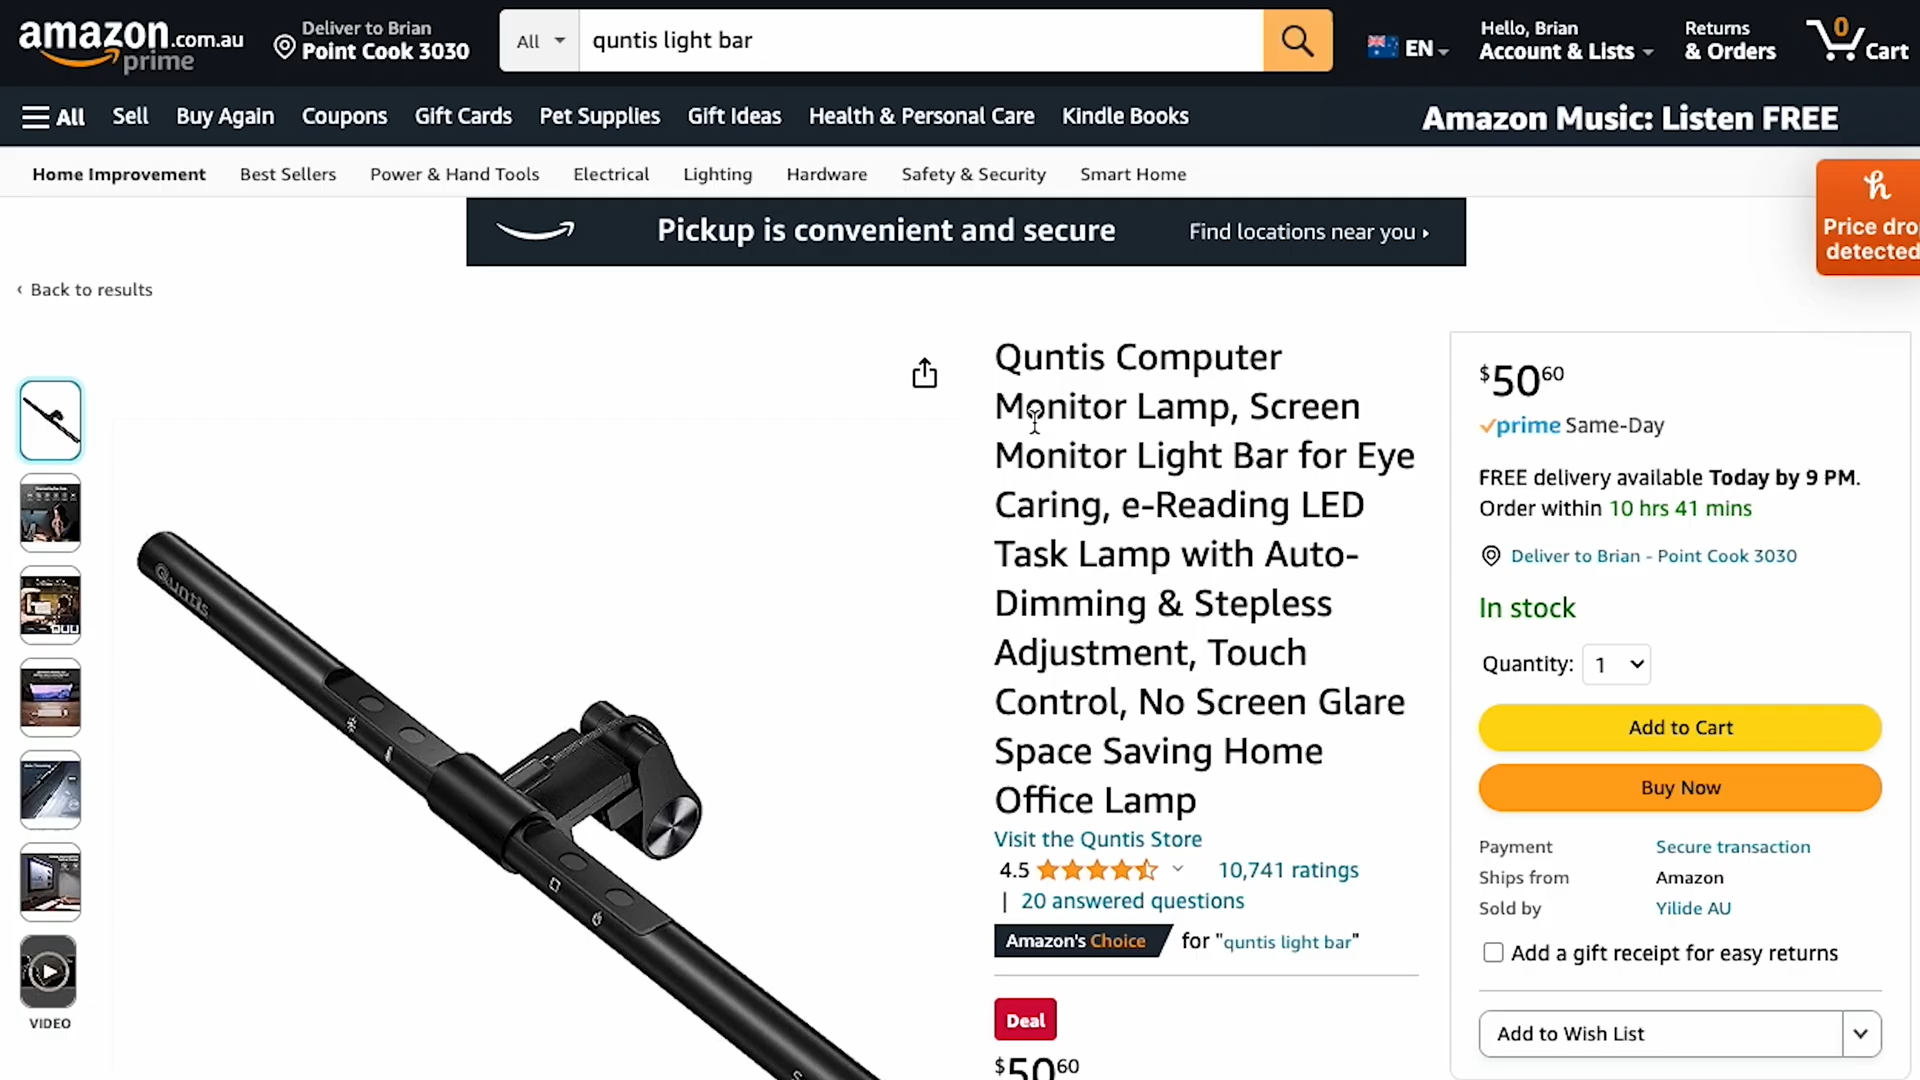 amazon.com.au
prime
Deliver to Brian
Point Cook 3030
All
quntis light bar
EN
Hello, Brian
Account & Lists
Returns
& Orders
0
Cart
All
Sell
Buy Again
Coupons
Gift Cards
Pet Supplies
Gift Ideas
Health & Personal Care
Kindle Books
Amazon Music: Listen FREE
Home Improvement
Best Sellers
Power & Hand Tools
Electrical
Lighting
Hardware
Safety & Security
Smart Home
Pickup is convenient and secure
Find locations near you ▸
Price dro
detected
‹ Back to results
Quntis
Quntis Computer
Monitor Lamp, Screen
Monitor Light Bar for Eye
Caring, e-Reading LED
Task Lamp with Auto-
Dimming & Stepless
Adjustment, Touch
Control, No Screen Glare
Space Saving Home
Office Lamp
Visit the Quntis Store
4.5
10,741 ratings
| 20 answered questions
Amazon's Choice for "quntis light bar"
Deal
$50 60
VIDEO
$50 60
prime Same-Day
FREE delivery available Today by 9 PM.
Order within 10 hrs 41 mins
Deliver to Brian - Point Cook 3030
In stock
Quantity: 1
Add to Cart
Buy Now
Payment Secure transaction
Ships from Amazon
Sold by Yilide AU
Add a gift receipt for easy returns
Add to Wish List